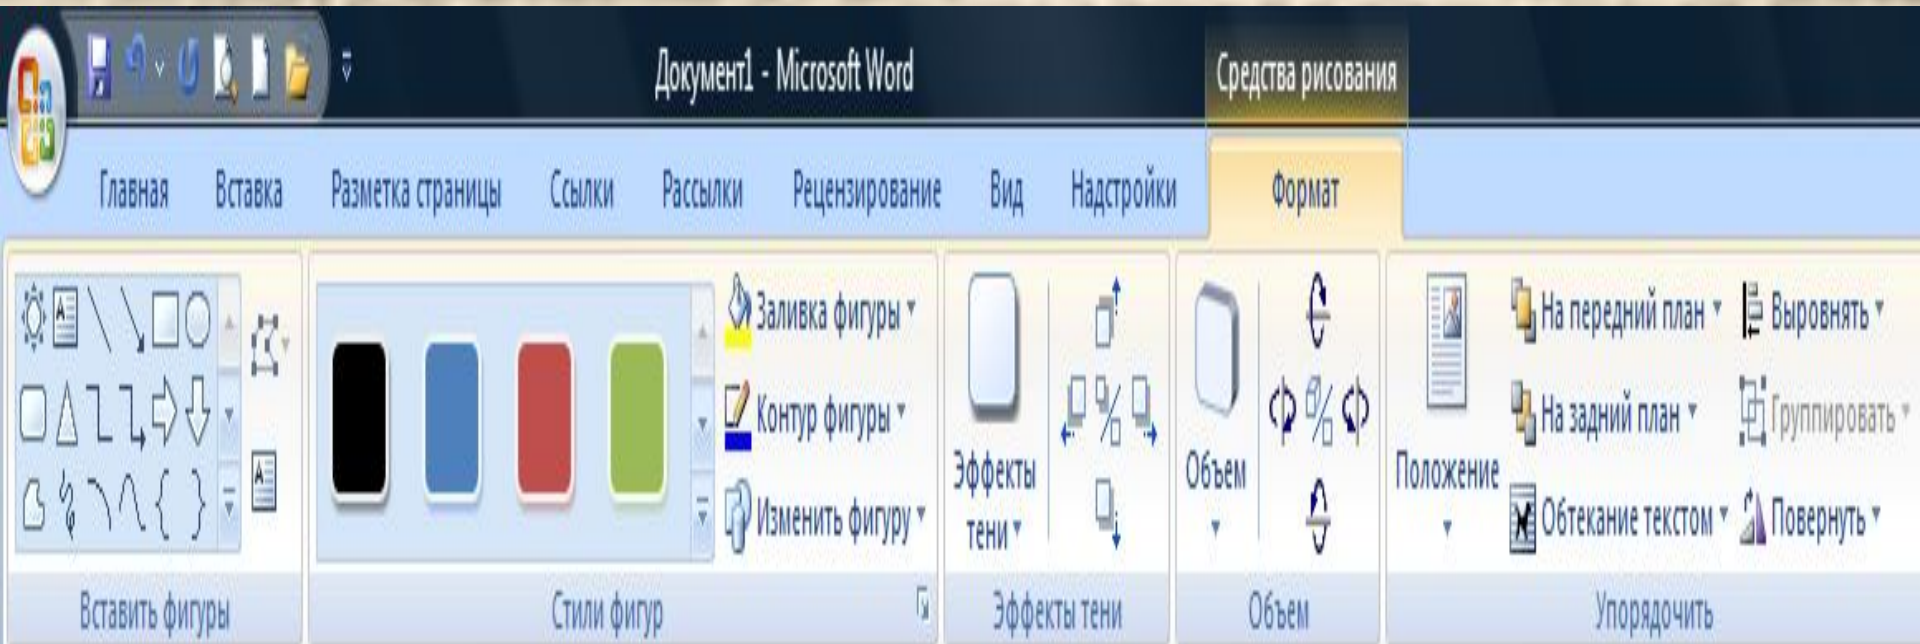 Документ1 - Microsoft Word
Средства рисования
Главная Вставка Разметка страницы Ссылки Рассылки Рецензирование Вид Надстройки Формат
Заливка фигуры
Контур фигуры
Изменить фигуру
Эффекты
тени
Объем
Положение
На передний план
На задний план
Обтекание текстом
Выровнять
Группировать
Повернуть
Вставить фигуры
Стили фигур
Эффекты тени
Объем
Упорядочить